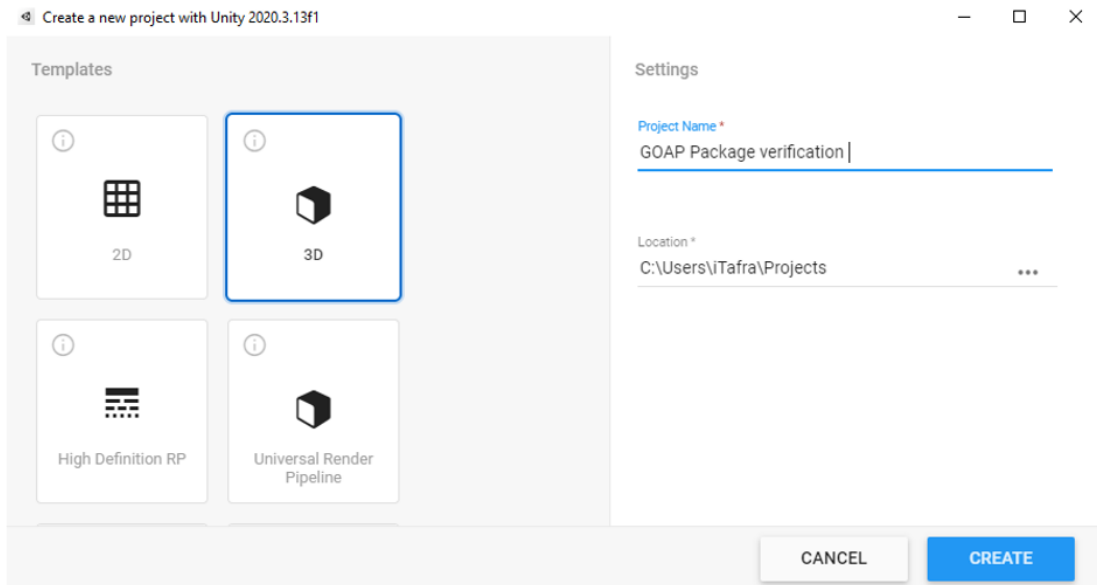 Create a new project with Unity 2020.3.13f1
Templates
2D
3D
High Definition RP
Universal Render
Pipeline
Settings
Project Name *
GOAP Package verification
Location *
C:\Users\iTafra\Projects
CANCEL
CREATE